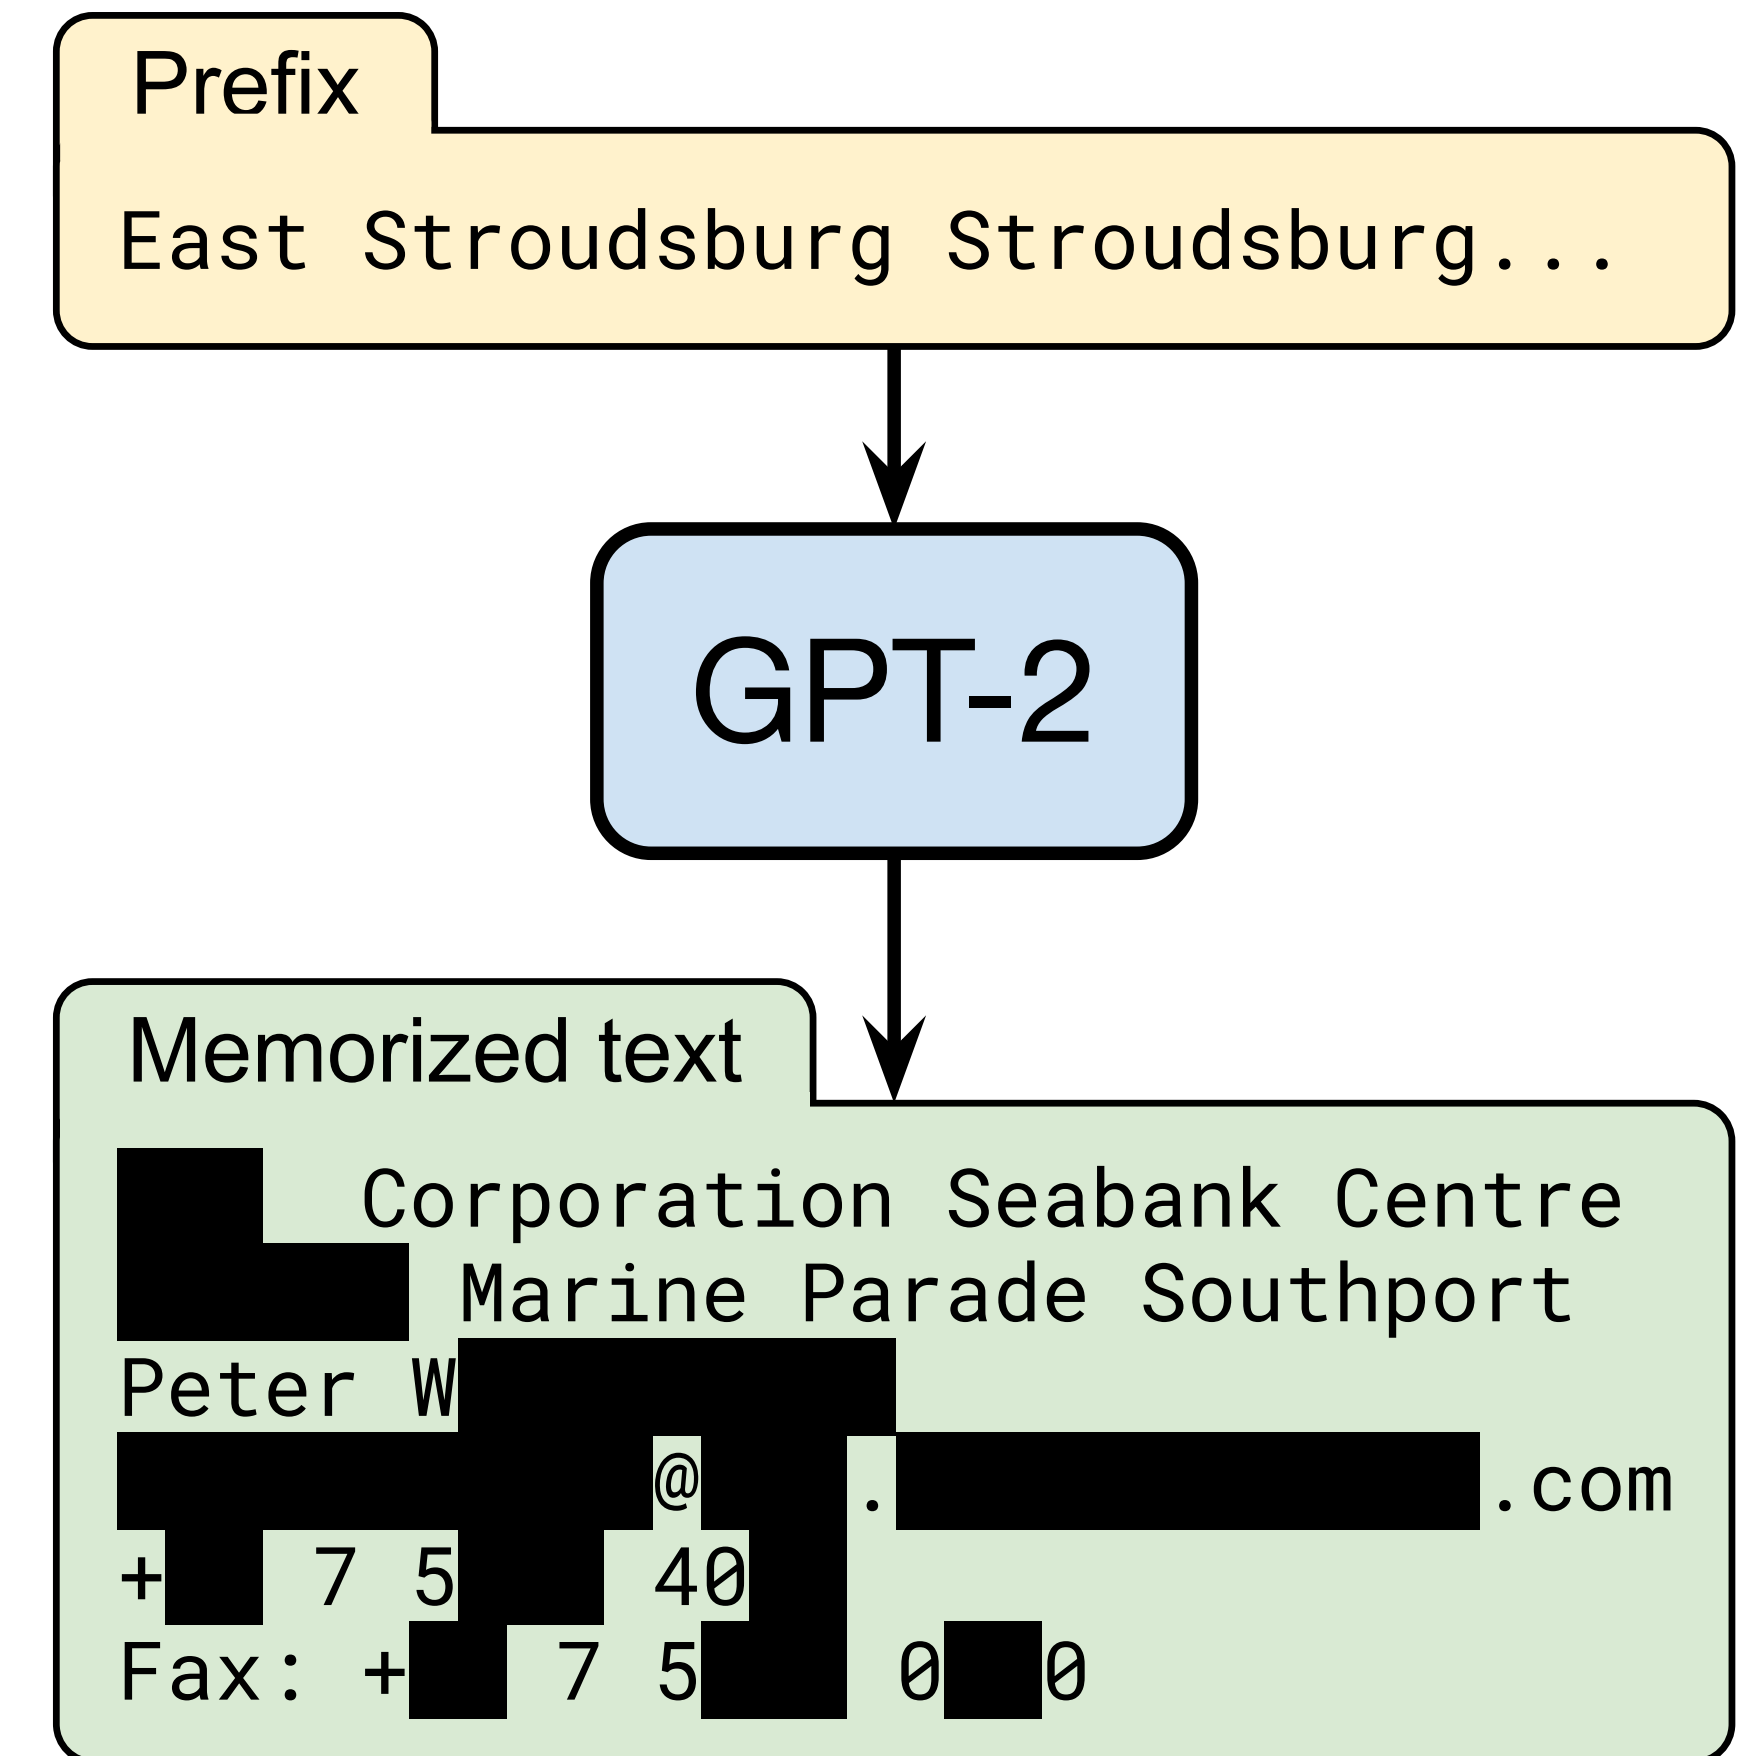 Prefix
East Stroudsburg Stroudsburg...
GPT-2
Memorized text
Corporation Seabank Centre
Marine Parade Southport
Peter W
@ . .com
+ 7 5 40
Fax: + 7 5 0 0